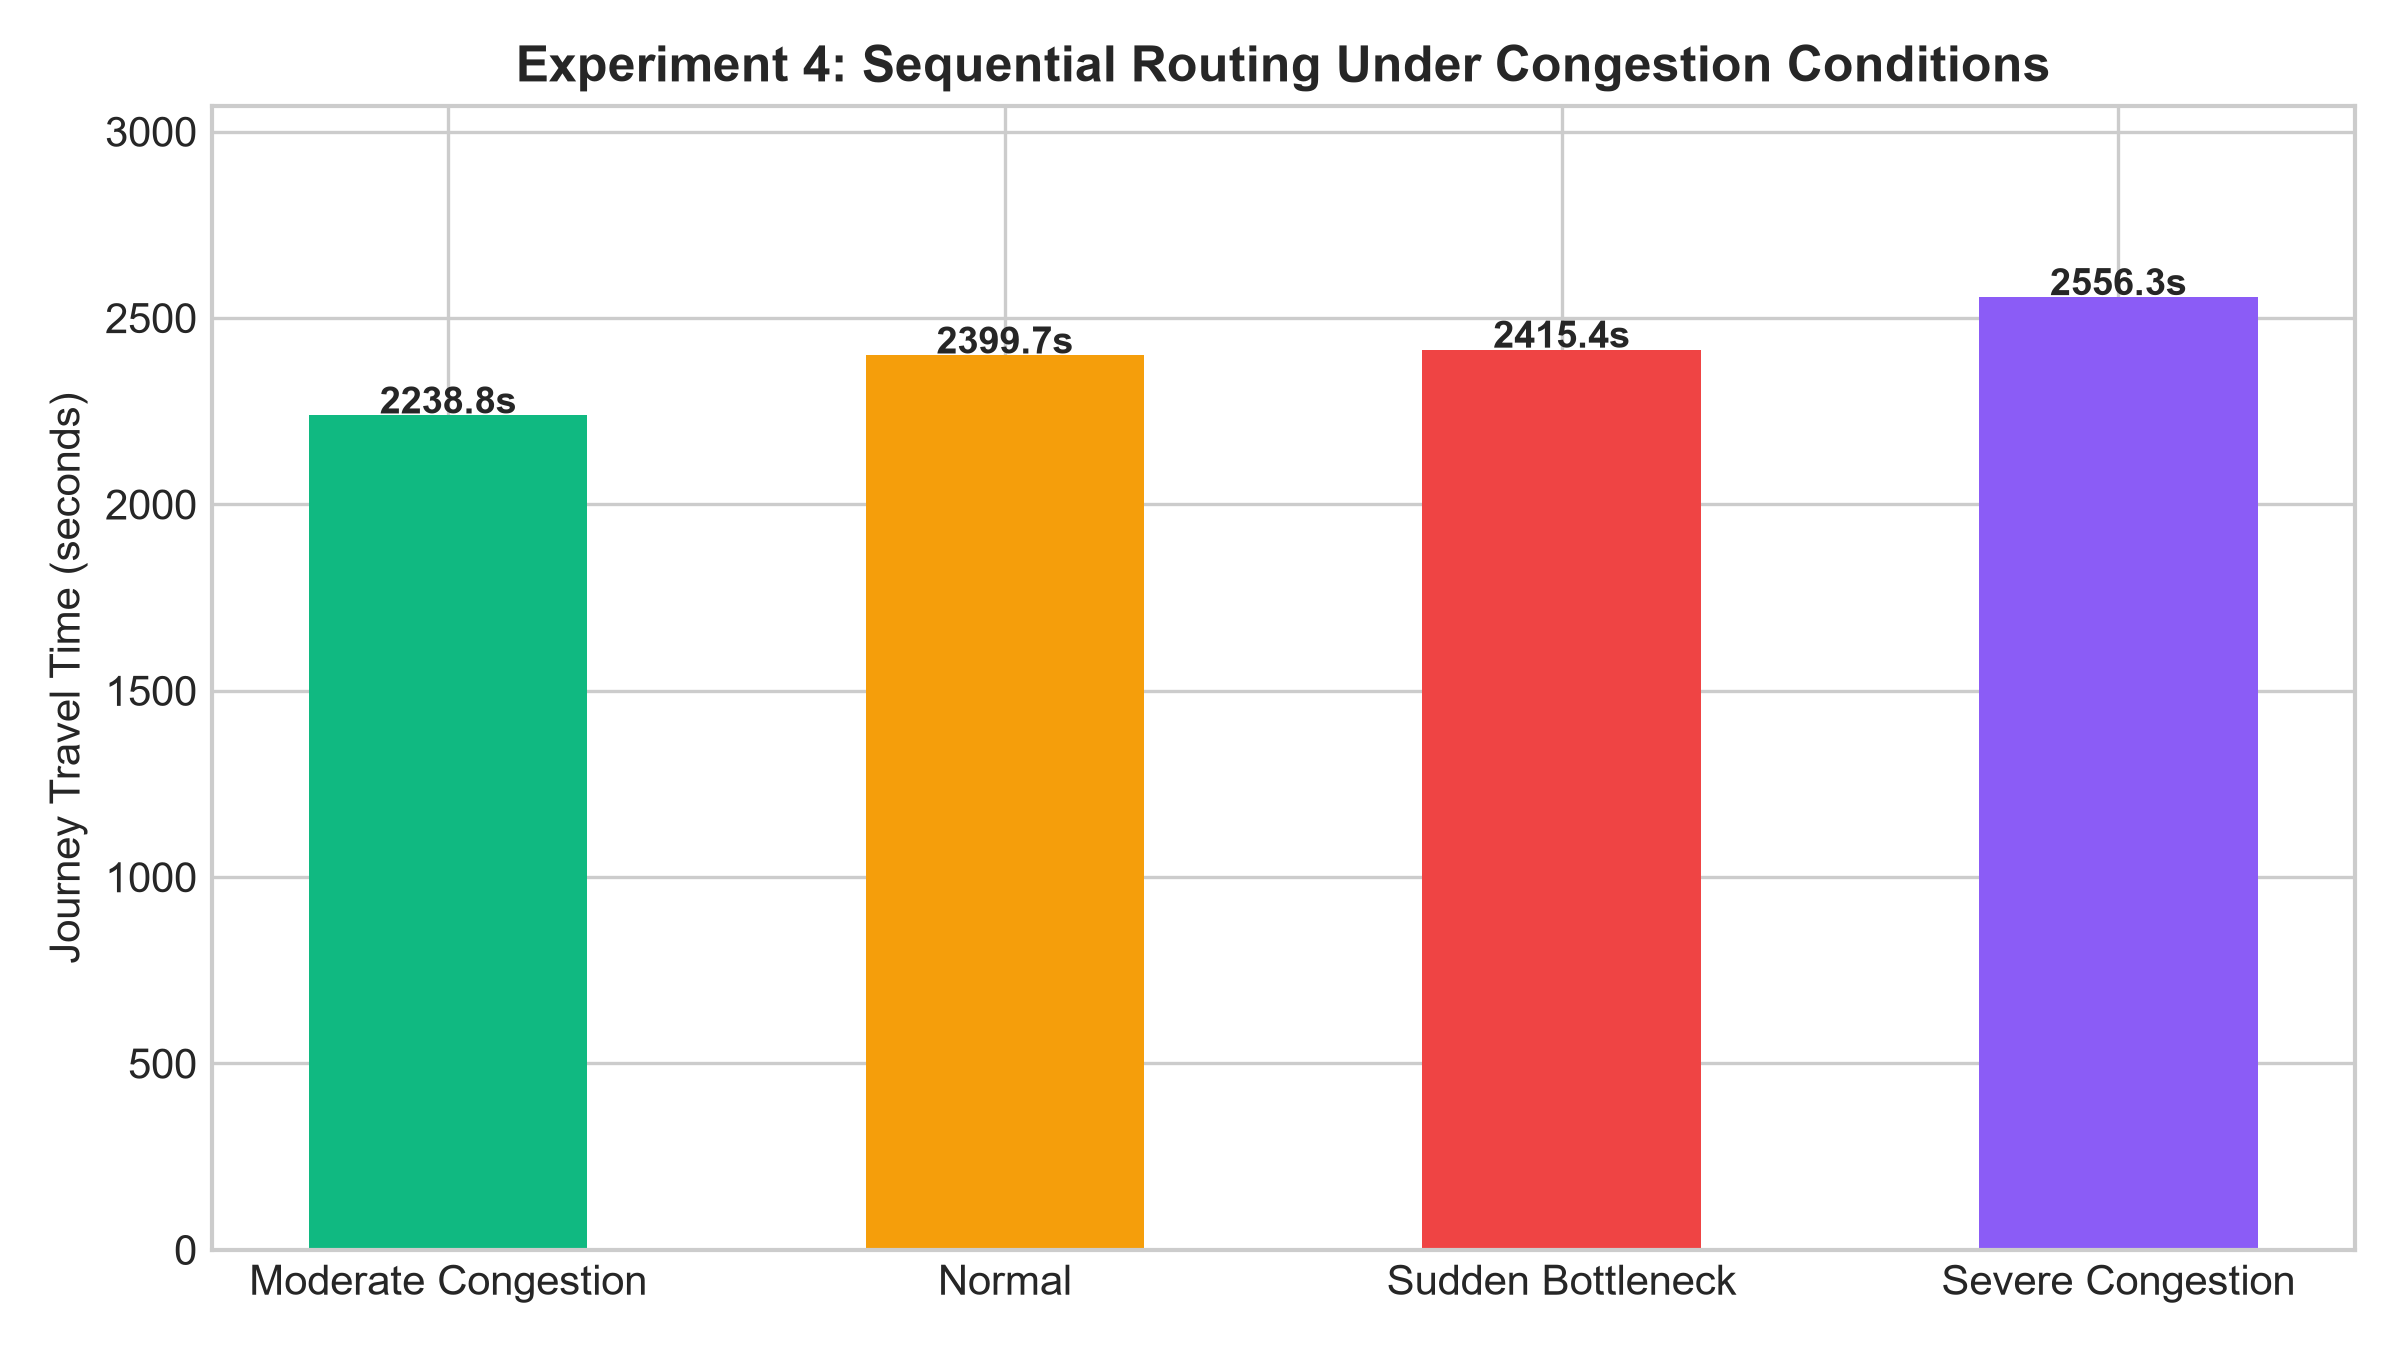 Experiment 4: Sequential Routing Under Congestion Conditions
Journey Travel Time (seconds)
3000
2500
2000
1500
1000
500
0
2238.8s
2399.7s
2415.4s
2556.3s
Moderate Congestion
Normal
Sudden Bottleneck
Severe Congestion